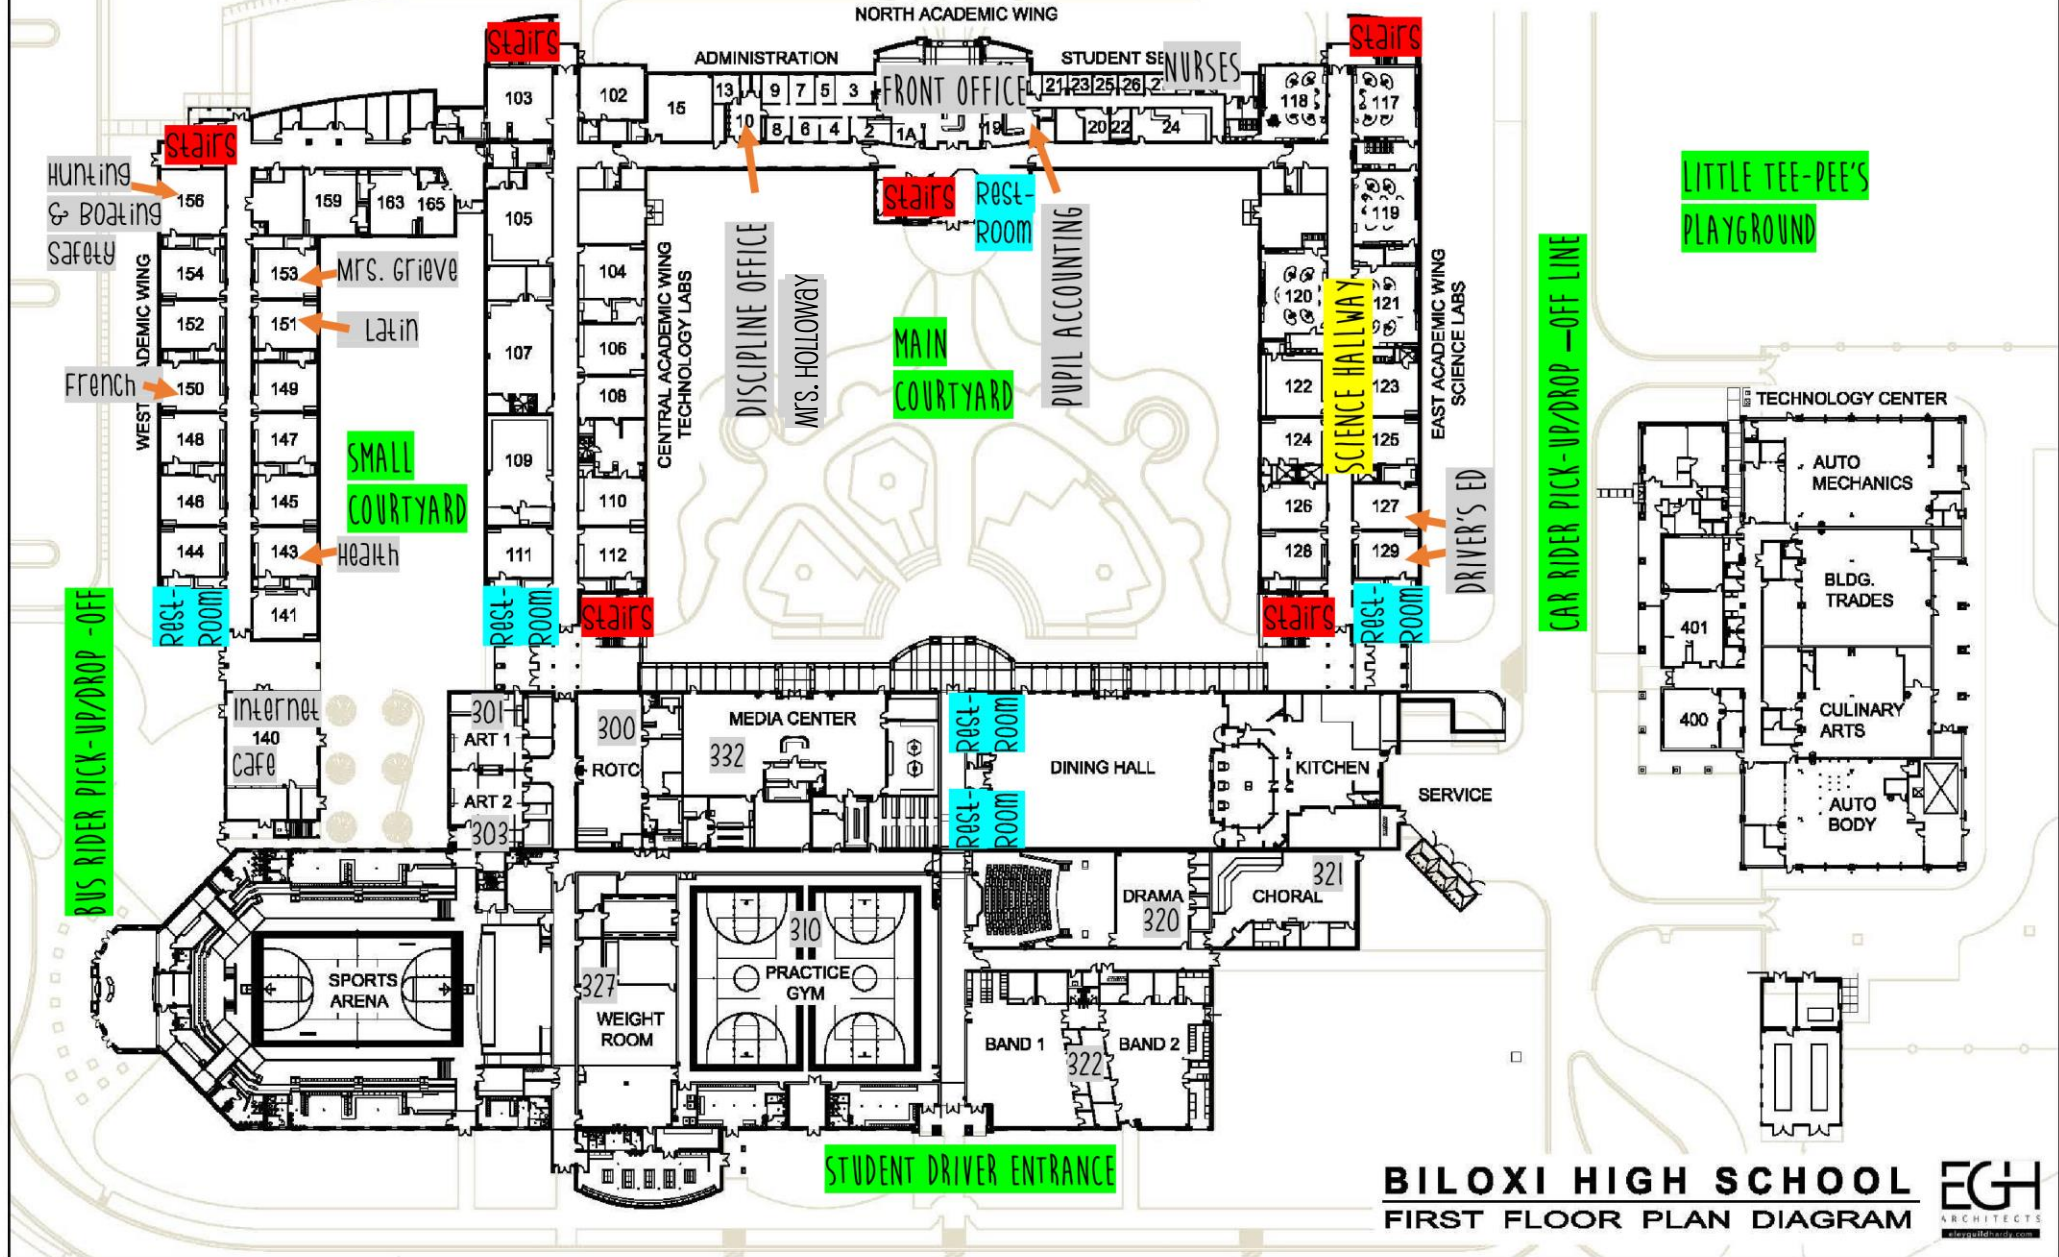 NORTH ACADEMIC WING
Stairs
ADMINISTRATION
STUDENT SE
NURSES
Stairs
FRONT OFFICE
103
102
15
13
9
7
5
3
10
8
6
4
2
1A
19
21
23
25
26
20
22
24
118
117
Stairs
Hunting
& Boating
Safety
156
159
163
165
105
Stairs
Rest-
Room
119
LITTLE TEE-PEE'S
PLAYGROUND
WEST ACADEMIC WING
154
153
Mrs. Grieve
152
151
Latin
French
150
149
148
147
146
145
144
143
Health
141
SMALL
COURTYARD
107
109
111
104
106
108
110
112
CENTRAL ACADEMIC WING
TECHNOLOGY LABS
DISCIPLINE OFFICE
Mrs. Holloway
MAIN
COURTYARD
PUPIL ACCOUNTING
120
121
122
123
124
125
126
127
128
129
SCIENCE HALLWAY
EAST ACADEMIC WING
SCIENCE LABS
DRIVER'S ED
CAR RIDER PICK-UP/DROP -OFF LINE
TECHNOLOGY CENTER
AUTO
MECHANICS
BLDG.
TRADES
401
400
CULINARY
ARTS
AUTO
BODY
BUS RIDER PICK-UP/DROP -OFF
Rest-
Room
Rest-
Room
Stairs
Stairs
Rest-
Room
Internet
140
Cafe
301
ART 1
ART 2
303
300
ROTC
MEDIA CENTER
332
Rest-
Room
Rest-
Room
DINING HALL
KITCHEN
SERVICE
SPORTS
ARENA
327
WEIGHT
ROOM
310
PRACTICE
GYM
DRAMA
320
321
CHORAL
BAND 1
322
BAND 2
STUDENT DRIVER ENTRANCE
BILOXI HIGH SCHOOL
FIRST FLOOR PLAN DIAGRAM
EGH
ARCHITECTS
eleyguildhardy.com